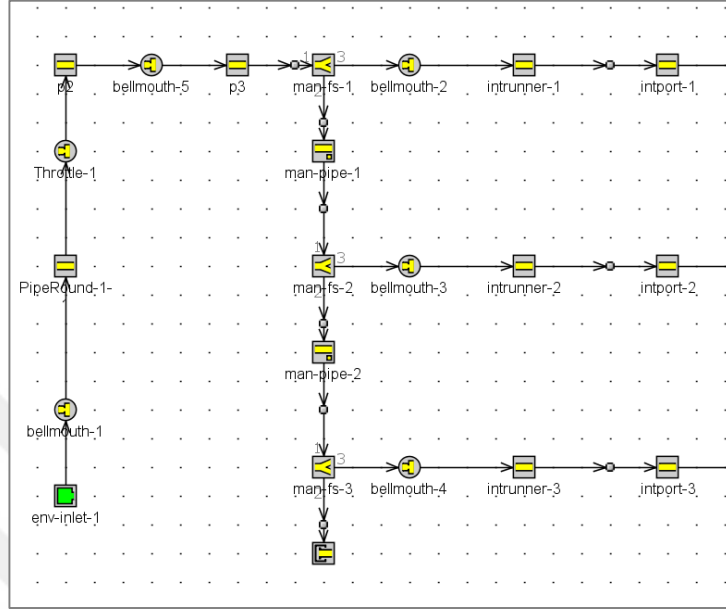 1 3
p2 bellmouth-5 p3 man-fs-1 bellmouth-2 intrunner-1 intport-1
2
Throttle-1 man-pipe-1
1 3
PipeRound-1- man-fs-2 bellmouth-3 intrunner-2 intport-2
2
man-pipe-2
bellmouth-1
1 3
man-fs-3 bellmouth-4 intrunner-3 intport-3
2
env-inlet-1